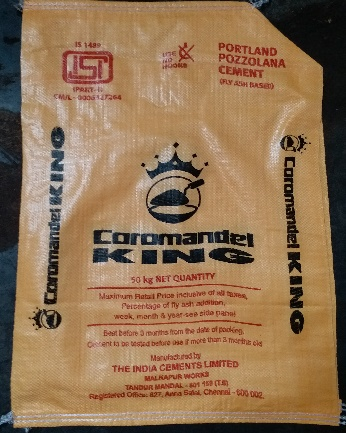 IS 1489
ISI
(PART-1)
CM/L -
USE
NO
HOOKS
PORTLAND
POZZOLANA
CEMENT
(FLY ASH BASED)
Coromandel KING
Coromandel KING
Coromandel
KING
50 kg NET QUANTITY
Maximum Retail Price inclusive of all taxes,
Percentage of fly ash addition,
week, month & year-see side panel
Best before 3 months from the date of packing.
Cement to be tested before use if more than 3 months old
Manufactured by
THE INDIA CEMENTS LIMITED
MALKAPUR WORKS
TANDUR MANDAL - 501 158 (T.S)
Registered Office: 827, Anna Salai, Chennai - 600 002.